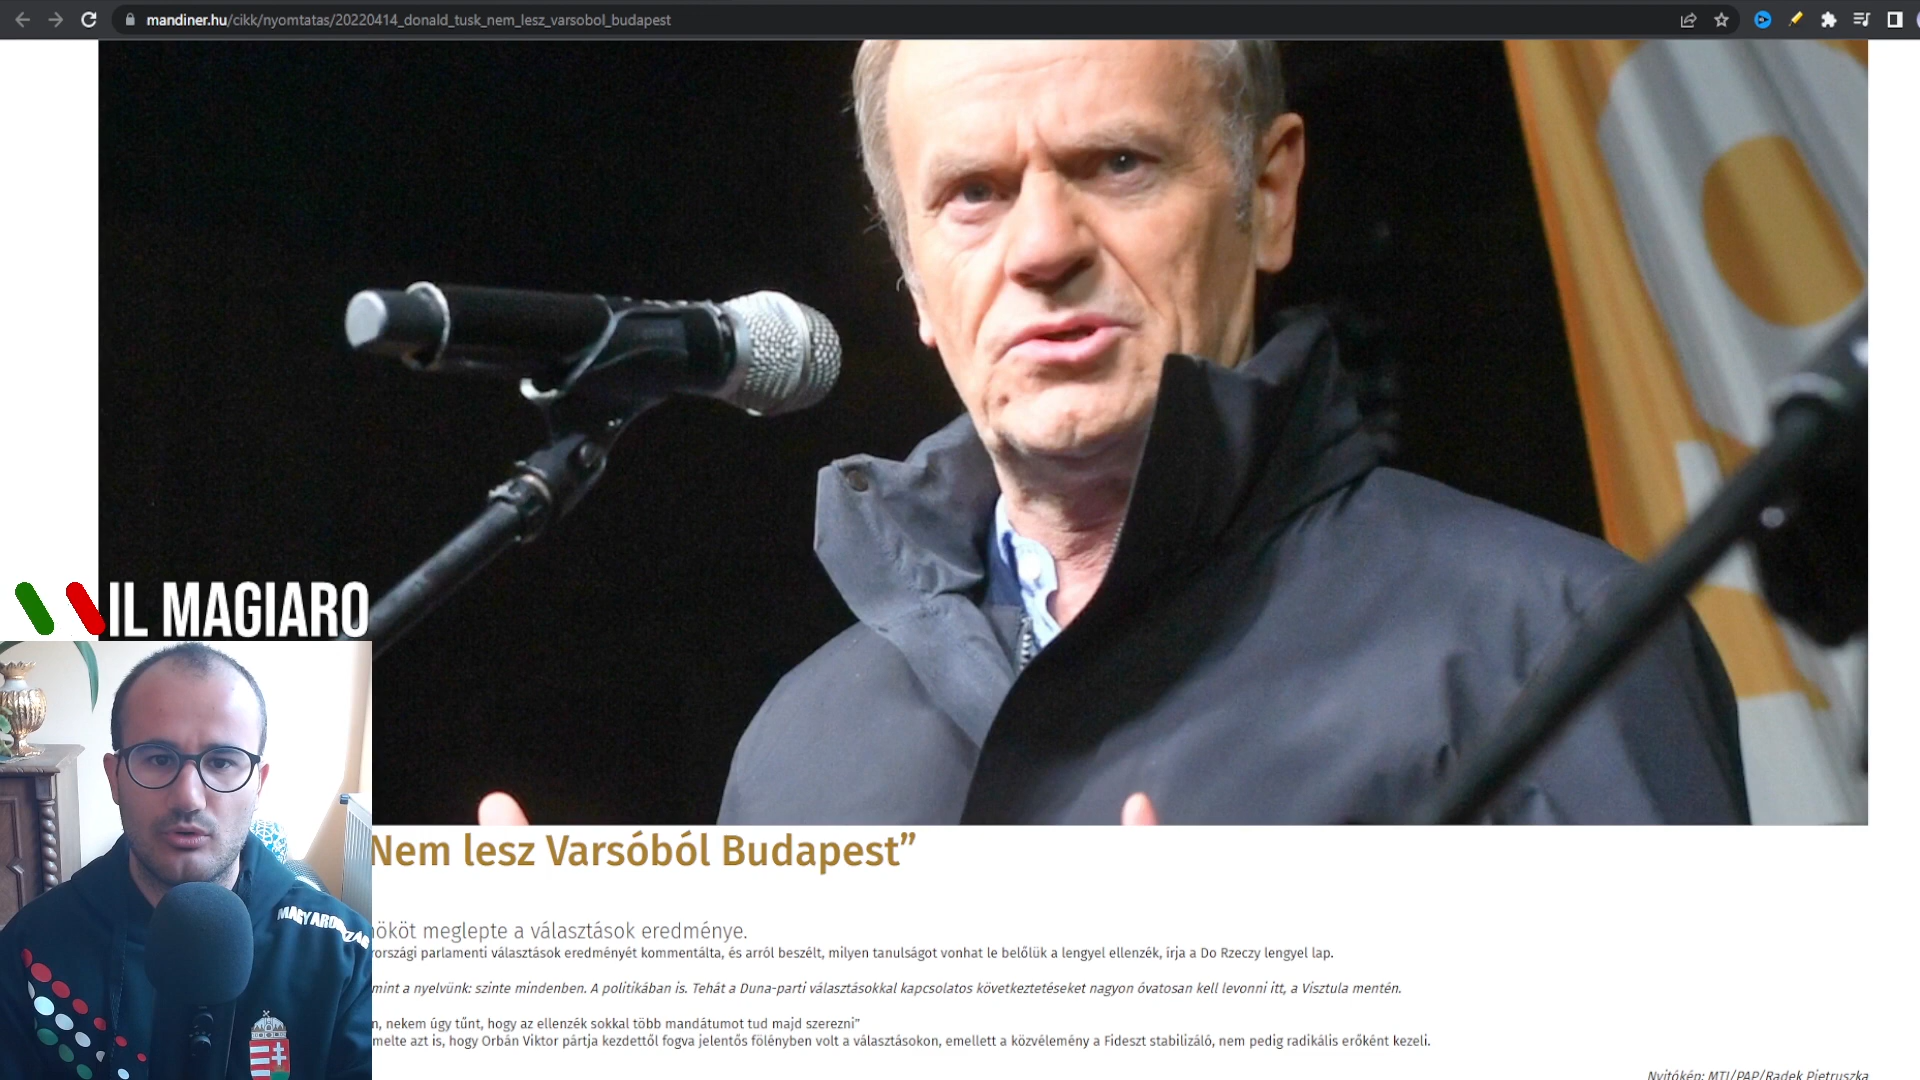 mandiner.hu/cikk/nyomtatas/20220414_donald_tusk_nem_lesz_varsobol_budapest
IL MAGIARO
Nem lesz Varsóból Budapest”
meglepte a választások eredménye.
parlamenti választások eredményét kommentálta, és arról beszélt, milyen tanulságot vonhat le belőlük a lengyel ellenzék, írja a Do Rzeczy lengyel lap.
mint a nyelvünk: szinte mindenben. A politikában is. Tehát a Duna-parti választásokkal kapcsolatos következtetéseket nagyon óvatosan kell levonni itt, a Visztula mentén.
nekem úgy tűnt, hogy az ellenzék sokkal több mandátumot tud majd szerezni”
azt is, hogy Orbán Viktor pártja kezdettől fogva jelentős fölényben volt a választásokon, emellett a közvélemény a Fideszt stabilizáló, nem pedig radikális erőként kezeli.
Nyitókép: MTI/PAP/Radek Pietruszka